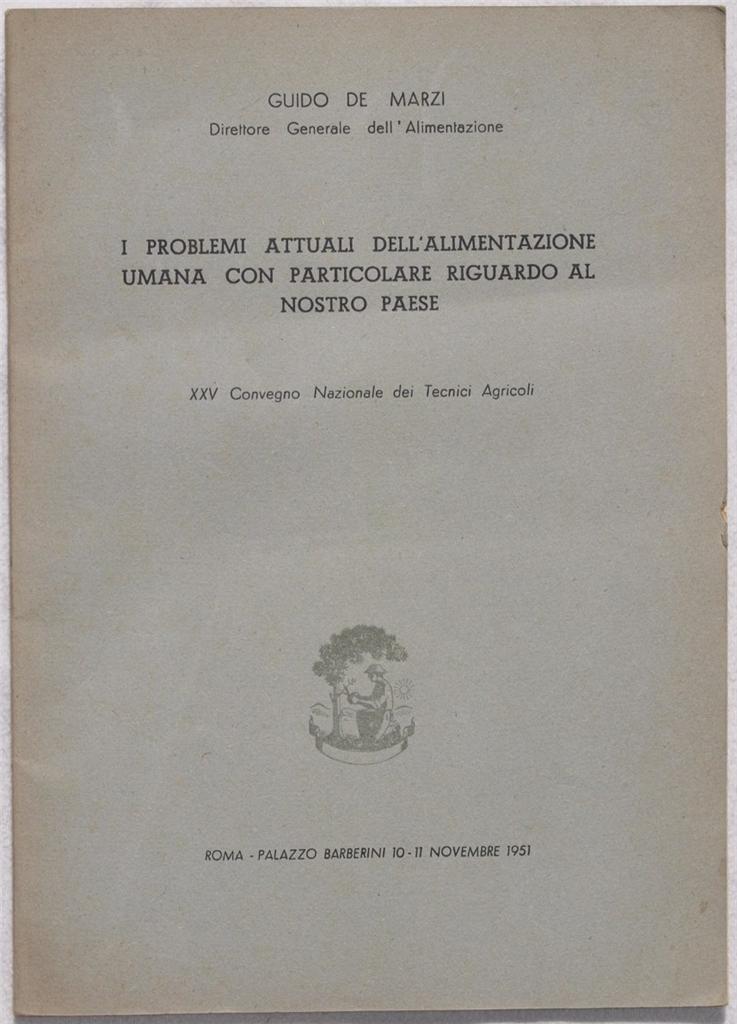 GUIDO DE MARZI
Direttore Generale dell'Alimentazione
I PROBLEMI ATTUALI DELL'ALIMENTAZIONE
UMANA CON PARTICOLARE RIGUARDO AL
NOSTRO PAESE
XXV Convegno Nazionale dei Tecnici Agricoli
ROMA - PALAZZO BARBERINI 10-11 NOVEMBRE 1951